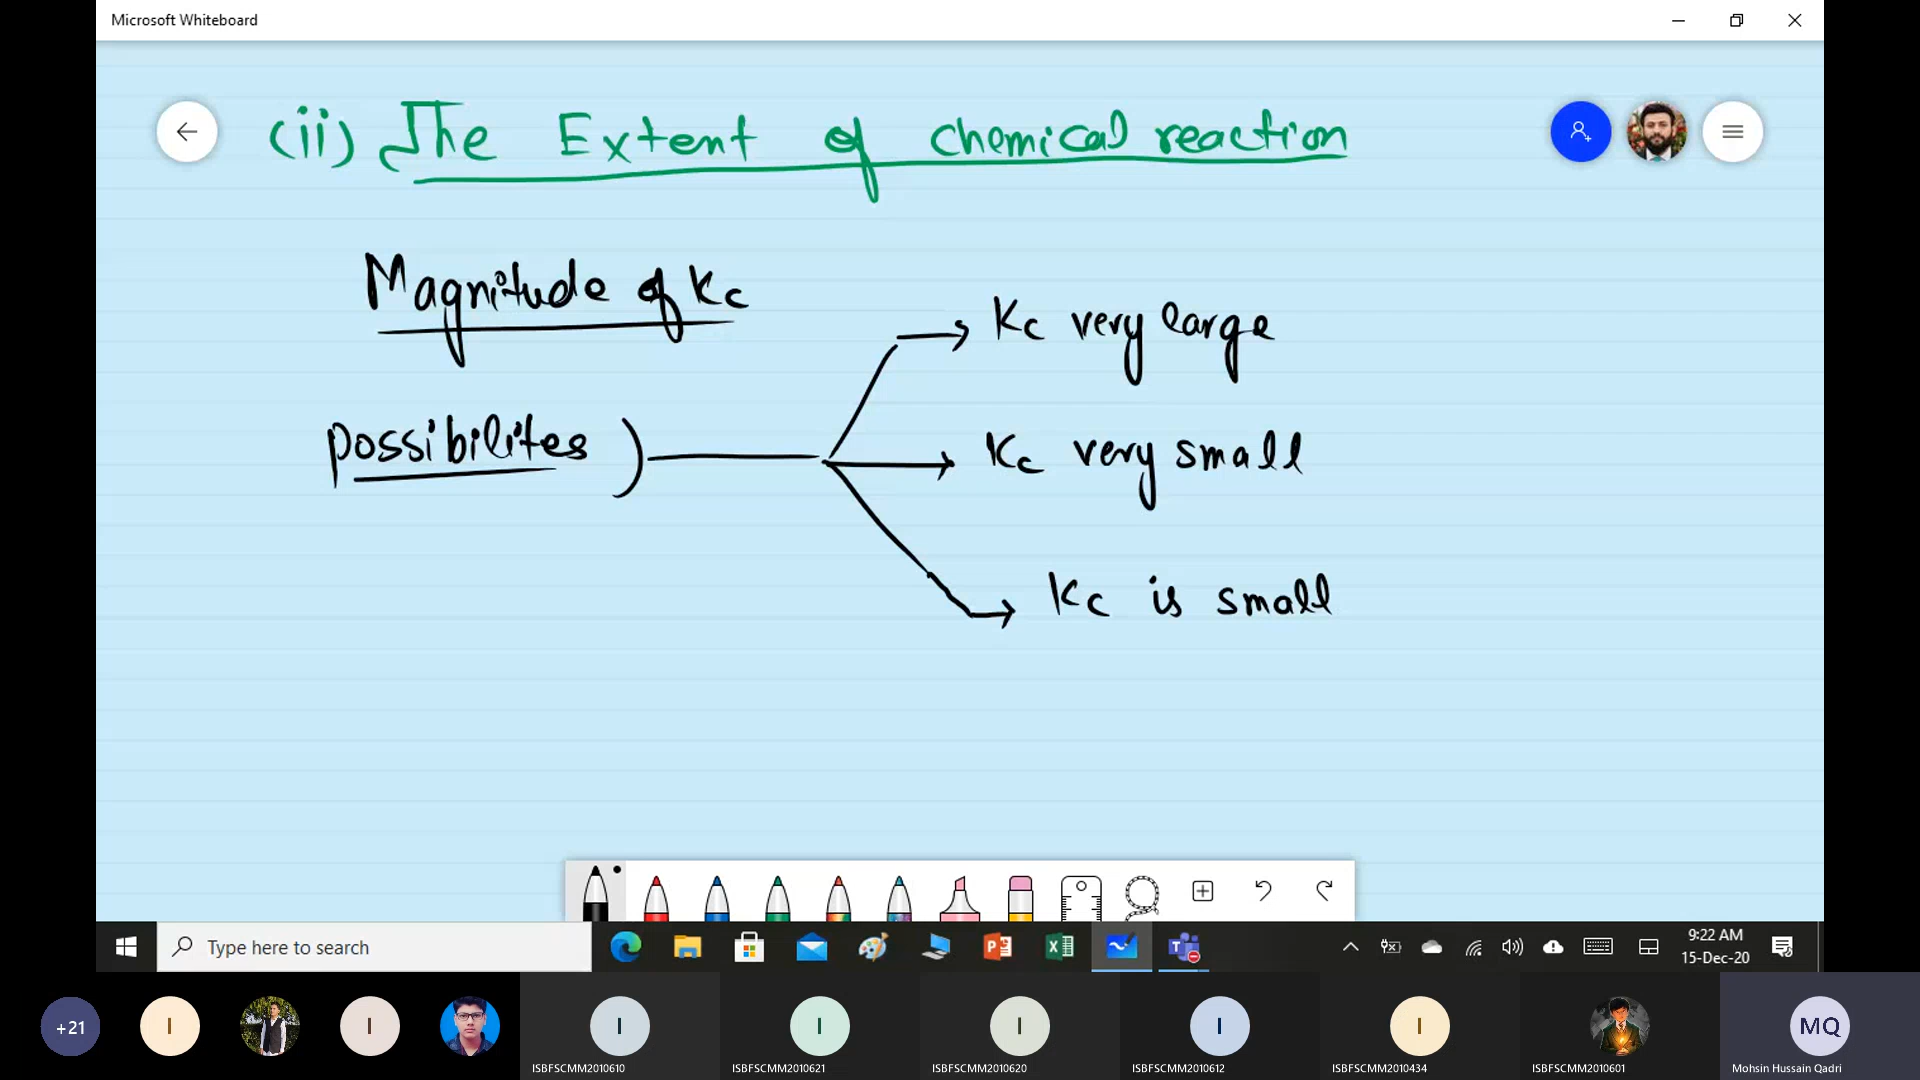 Microsoft Whiteboard
(ii) The Extent of chemical reaction
Magnitude of Kc
Kc very large
possibilites )
Kc very small
Kc is small
Type here to search
9:22 AM
15-Dec-20
+21
I
I
I
I
I
I
I
MQ
ISBFSCMM2010610
ISBFSCMM2010621
ISBFSCMM2010620
ISBFSCMM2010612
ISBFSCMM2010434
ISBFSCMM2010601
Mohsin Hussain Qadri